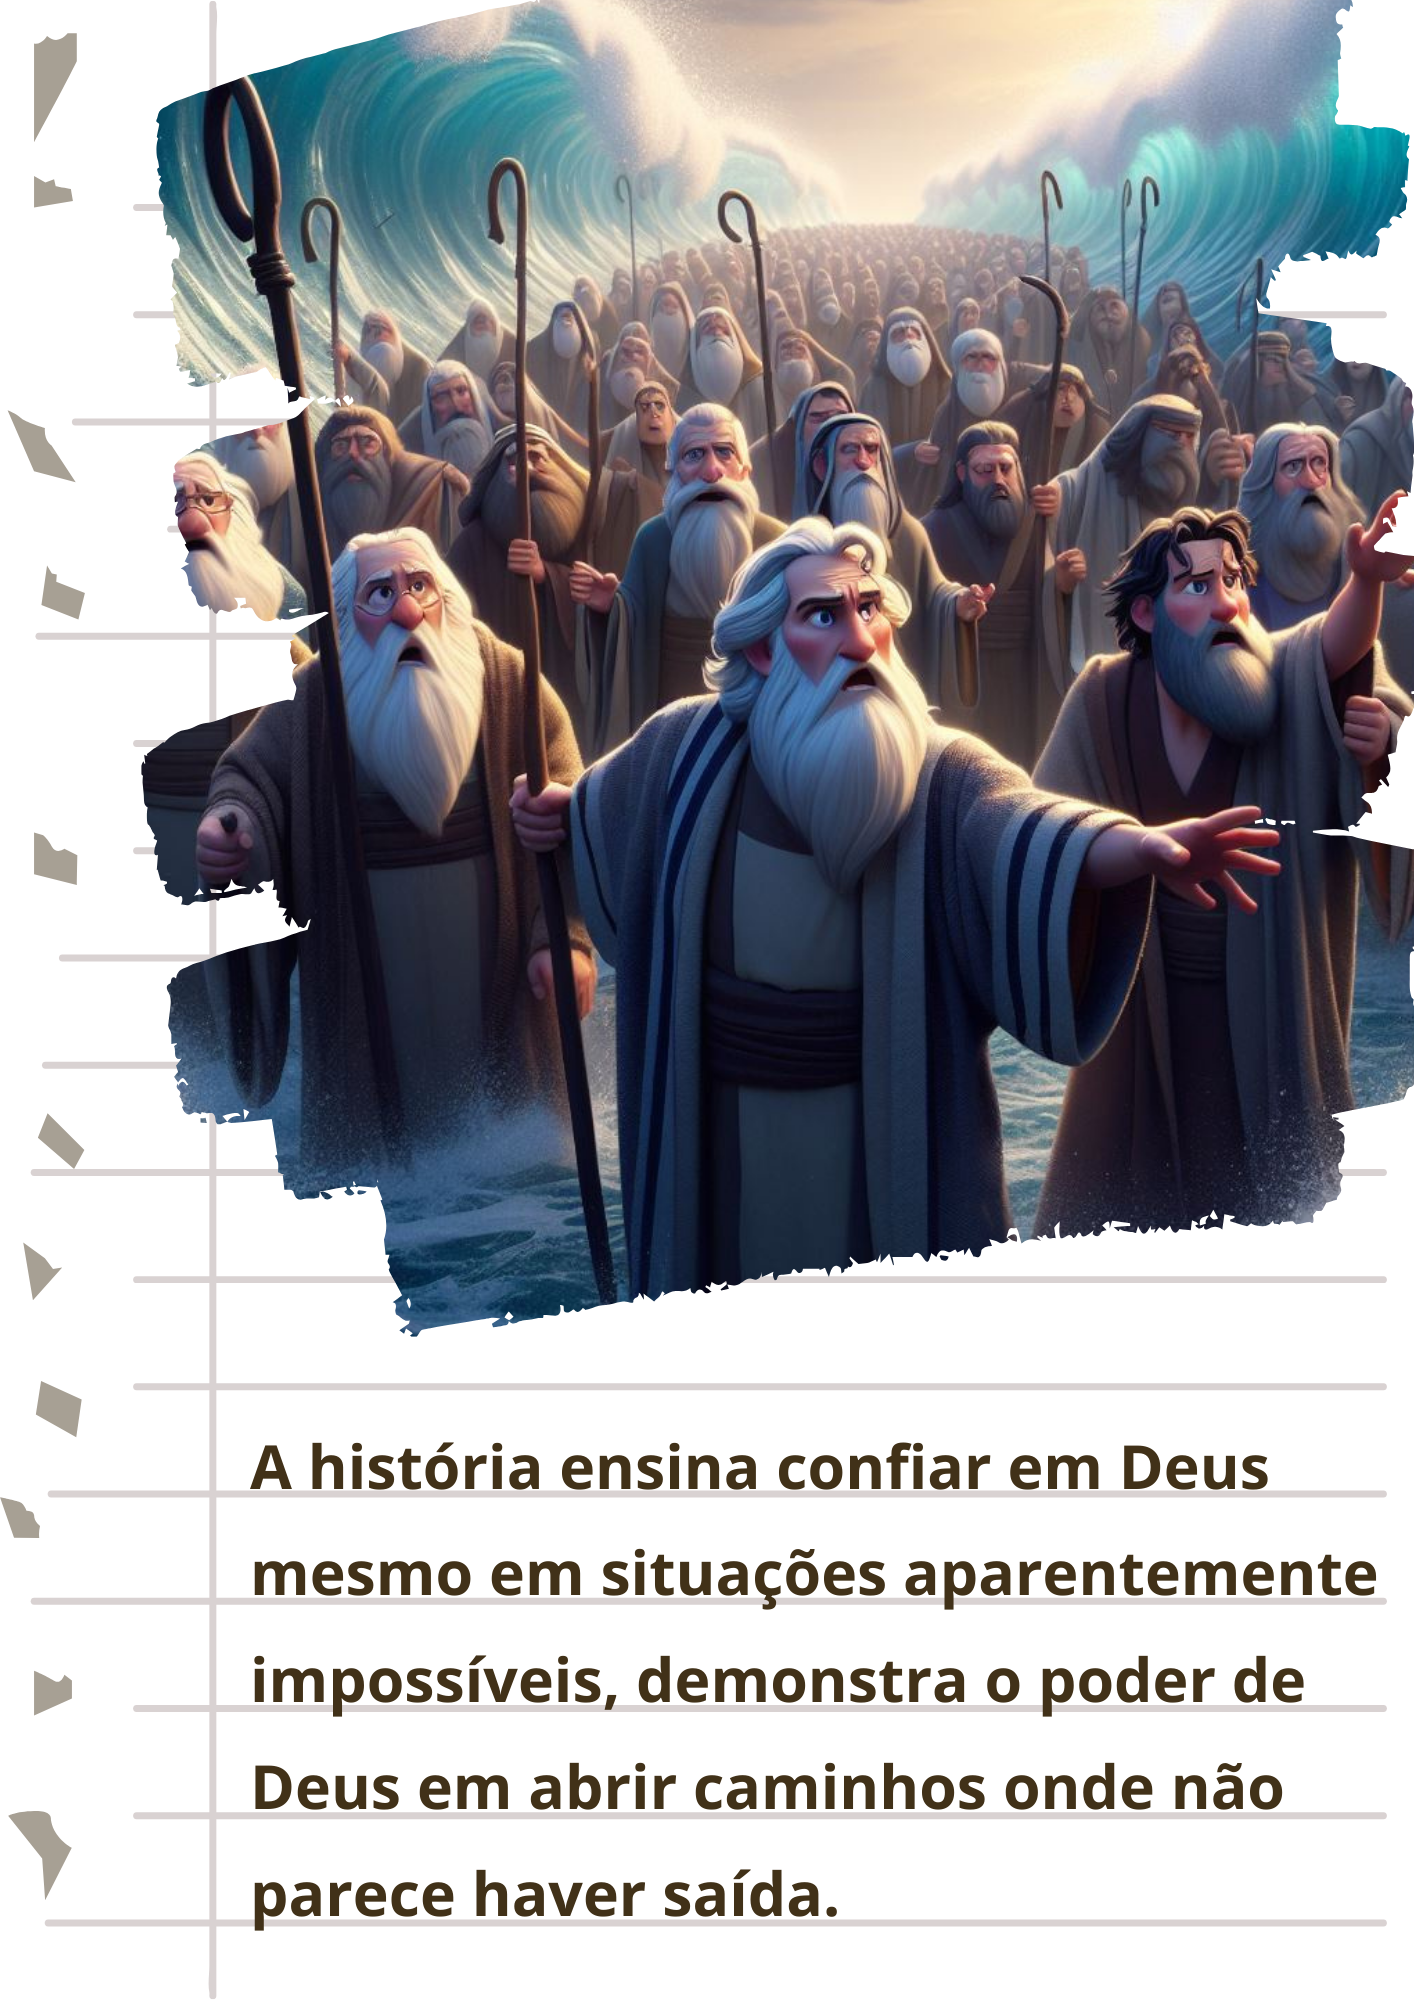 A história ensina confiar em Deus
mesmo em situações aparentemente
impossíveis, demonstra o poder de
Deus em abrir caminhos onde não
parece haver saída.